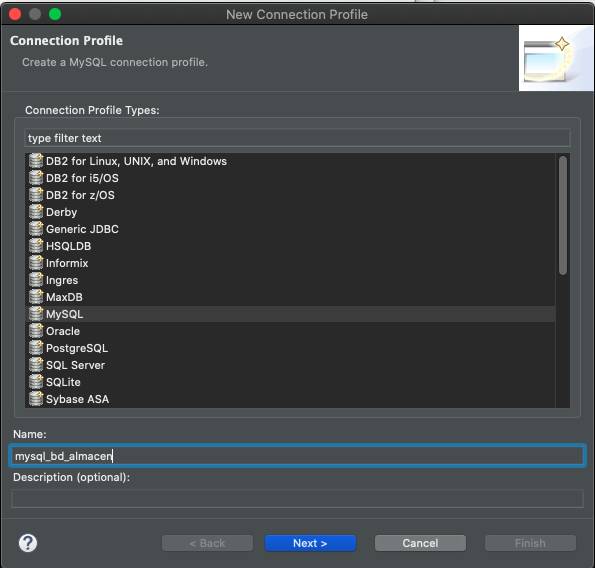 New Connection Profile
Connection Profile
Create a MySQL connection profile.
Connection Profile Types:
type filter text
DB2 for Linux, UNIX, and Windows
DB2 for i5/OS
DB2 for z/OS
Derby
Generic JDBC
HSQLDB
Informix
Ingres
MaxDB
MySQL
Oracle
PostgreSQL
SQL Server
SQLite
Sybase ASA
Name:
mysql_bd_almacen
Description (optional):
? < Back Next > Cancel Finish